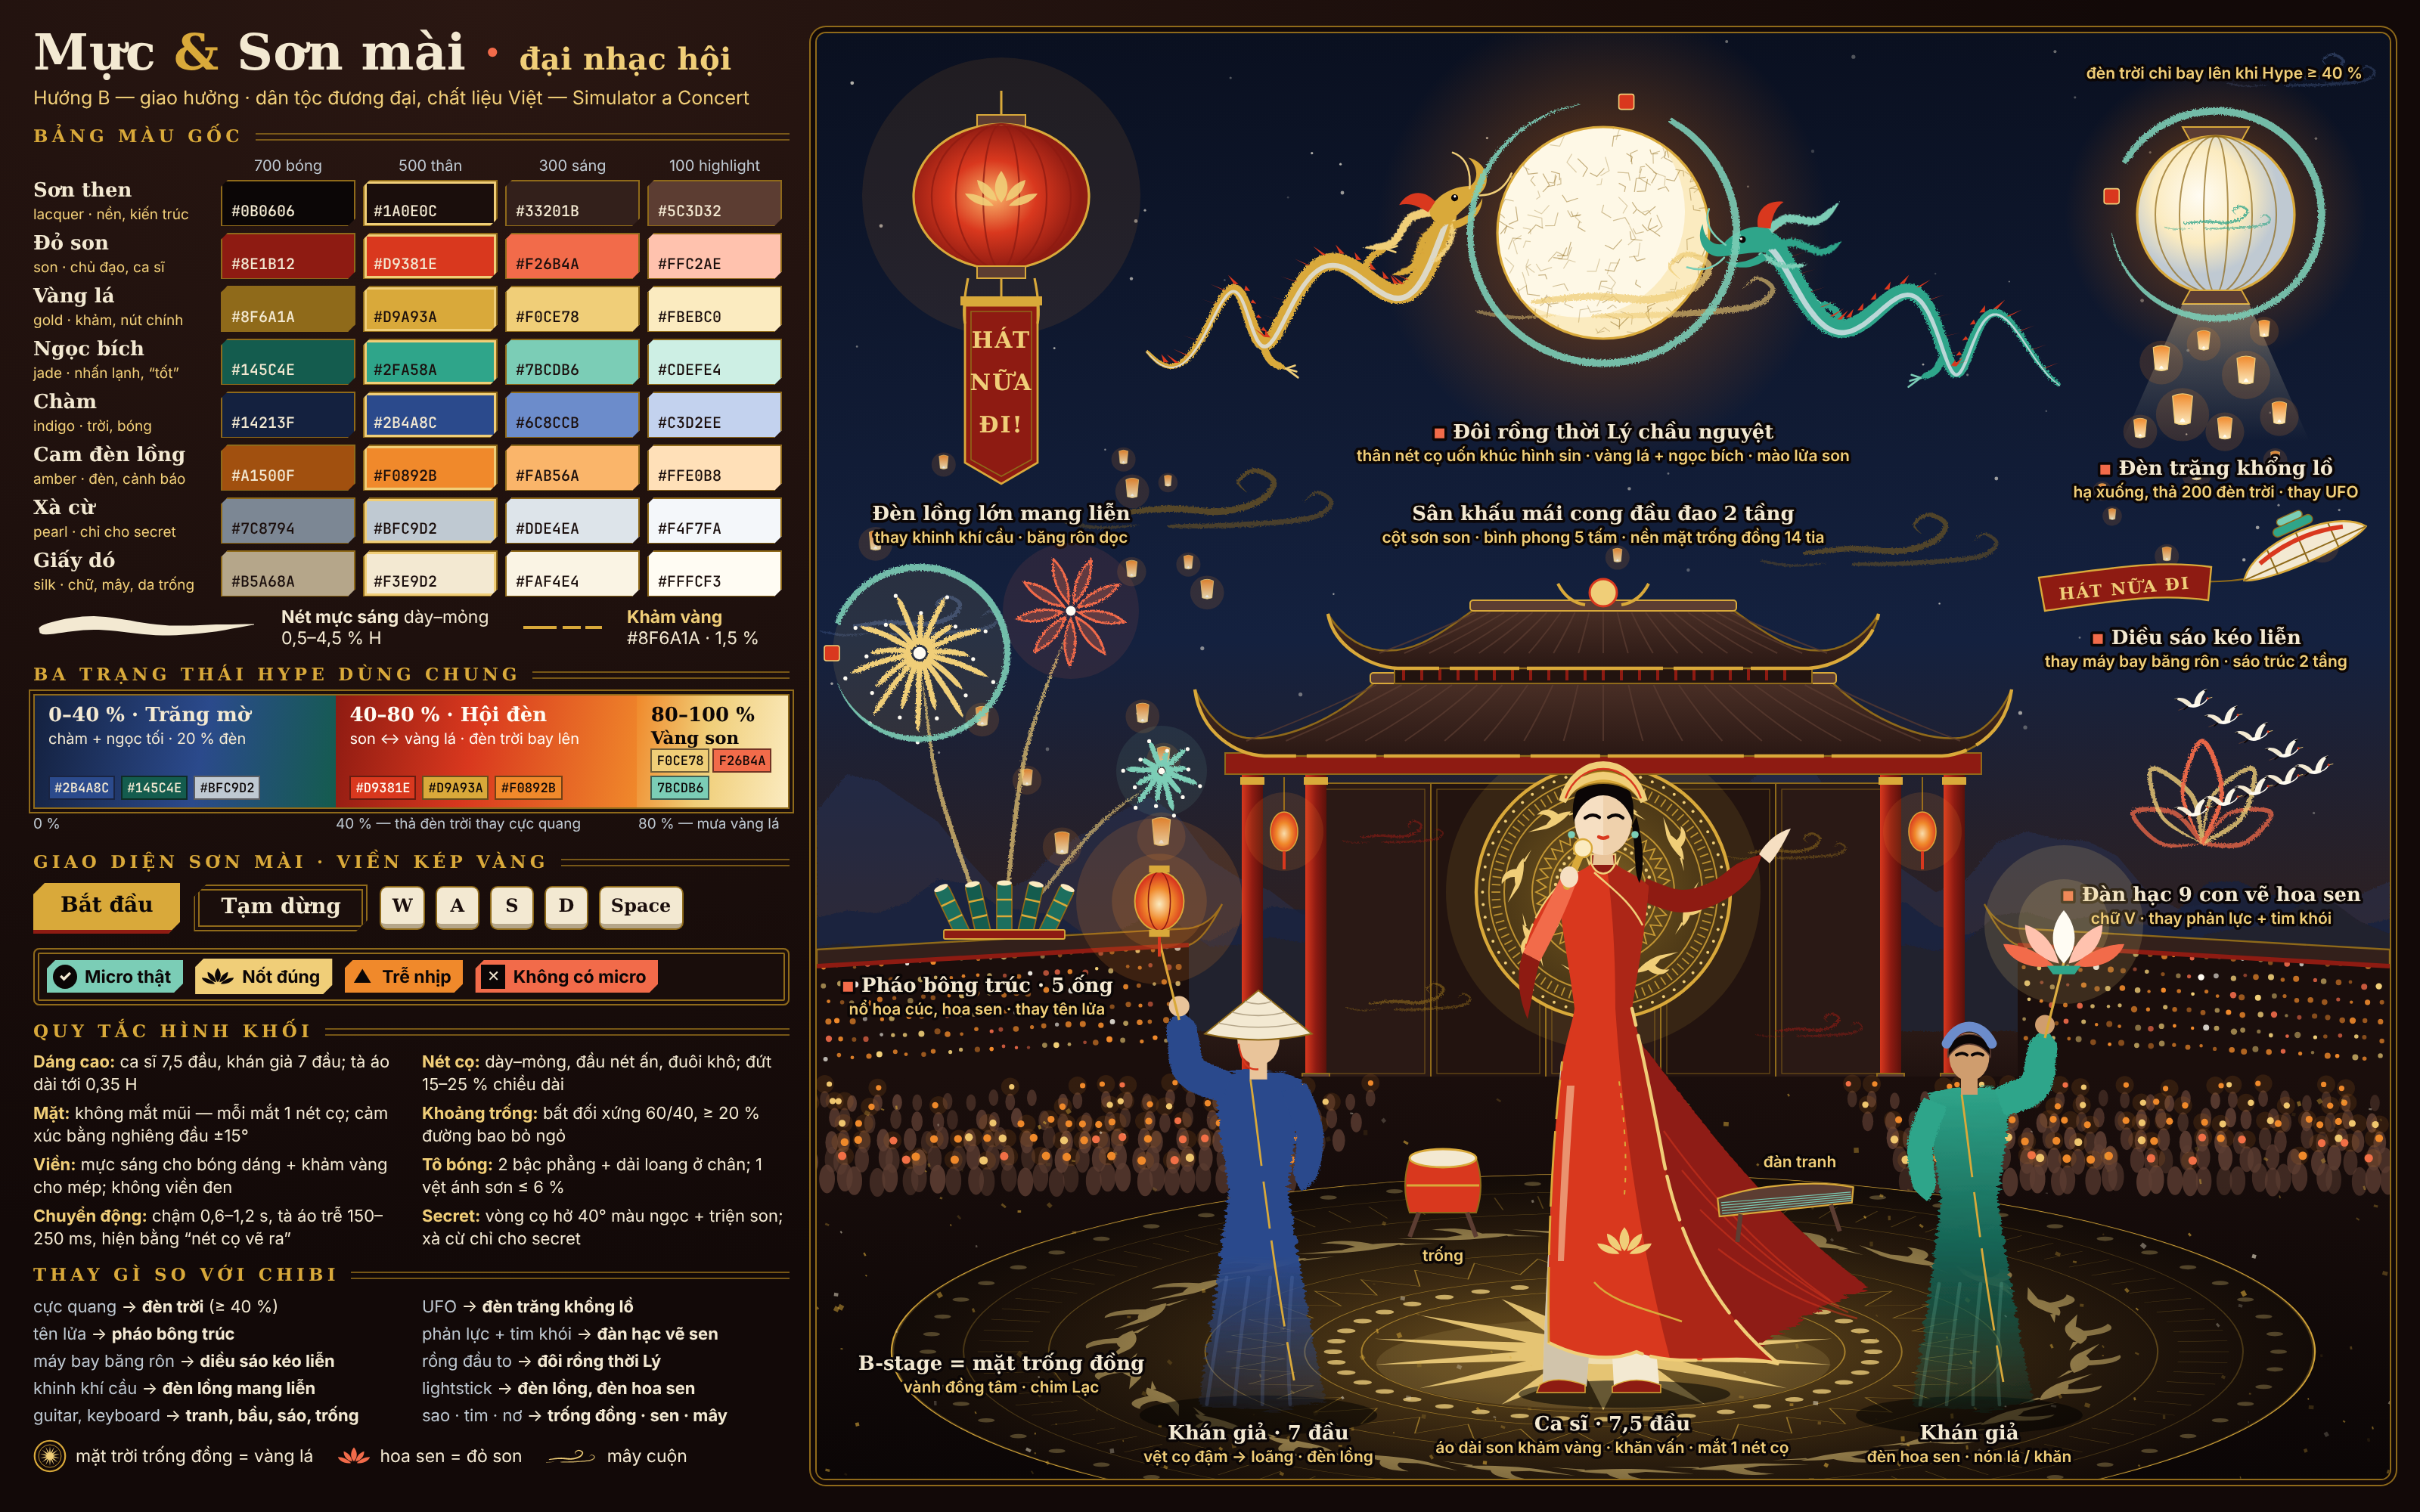 Mực & Sơn mài · đại nhạc hội
Hướng B — giao hưởng · dân tộc đương đại, chất liệu Việt — Simulator a Concert
BẢNG MÀU GỐC
700 bóng 500 thân 300 sáng 100 highlight
Sơn then
lacquer · nền, kiến trúc
#0B0606 #1A0E0C #33201B #5C3D32
Đỏ son
son · chủ đạo, ca sĩ
#8E1B12 #D9381E #F26B4A #FFC2AE
Vàng lá
gold · khảm, nút chính
#8F6A1A #D9A93A #F0CE78 #FBEBC0
Ngọc bích
jade · nhấn lạnh, “tốt”
#145C4E #2FA58A #7BCDB6 #CDEFE4
Chàm
indigo · trời, bóng
#14213F #2B4A8C #6C8CCB #C3D2EE
Cam đèn lồng
amber · đèn, cảnh báo
#A1500F #F0892B #FAB56A #FFE0B8
Xà cừ
pearl · chỉ cho secret
#7C8794 #BFC9D2 #DDE4EA #F4F7FA
Giấy dó
silk · chữ, mây, da trống
#B5A68A #F3E9D2 #FAF4E4 #FFFCF3
Nét mực sáng dày–mỏng
0,5–4,5 % H
Khảm vàng
#8F6A1A · 1,5 %
BA TRẠNG THÁI HYPE DÙNG CHUNG
0–40 % · Trăng mờ
chàm + ngọc tối · 20 % đèn
#2B4A8C #145C4E #BFC9D2
40–80 % · Hội đèn
son ↔ vàng lá · đèn trời bay lên
#D9381E #D9A93A #F0892B
80–100 %
Vàng son
F0CE78 F26B4A
7BCDB6
0 % 40 % — thả đèn trời thay cực quang 80 % — mưa vàng lá
GIAO DIỆN SƠN MÀI · VIỀN KÉP VÀNG
Bắt đầu Tạm dừng W A S D Space
Micro thật Nốt đúng Trễ nhịp Không có micro
QUY TẮC HÌNH KHỐI
Dáng cao: ca sĩ 7,5 đầu, khán giả 7 đầu; tà áo
dài tới 0,35 H
Mặt: không mắt mũi — mỗi mắt 1 nét cọ; cảm
xúc bằng nghiêng đầu ±15°
Viền: mực sáng cho bóng dáng + khảm vàng
cho mép; không viền đen
Chuyển động: chậm 0,6–1,2 s, tà áo trễ 150–
250 ms, hiện bằng “nét cọ vẽ ra”
Nét cọ: dày–mỏng, đầu nét ấn, đuôi khô; đứt
15–25 % chiều dài
Khoảng trống: bất đối xứng 60/40, ≥ 20 %
đường bao bỏ ngỏ
Tô bóng: 2 bậc phẳng + dải loang ở chân; 1
vệt ánh sơn ≤ 6 %
Secret: vòng cọ hở 40° màu ngọc + triện son;
xà cừ chỉ cho secret
THAY GÌ SO VỚI CHIBI
cực quang → đèn trời (≥ 40 %)
tên lửa → pháo bông trúc
máy bay băng rôn → diều sáo kéo liễn
khinh khí cầu → đèn lồng mang liễn
guitar, keyboard → tranh, bầu, sáo, trống
UFO → đèn trăng khổng lồ
phản lực + tim khói → đàn hạc vẽ sen
rồng đầu to → đôi rồng thời Lý
lightstick → đèn lồng, đèn hoa sen
sao · tim · nơ → trống đồng · sen · mây
mặt trời trống đồng = vàng lá hoa sen = đỏ son mây cuộn
đèn trời chỉ bay lên khi Hype ≥ 40 %
HÁT
NỮA
ĐI!
Đèn lồng lớn mang liễn
thay khinh khí cầu · băng rôn dọc
Đôi rồng thời Lý chầu nguyệt
thân nét cọ uốn khúc hình sin · vàng lá + ngọc bích · mào lửa son
Đèn trăng khổng lồ
hạ xuống, thả 200 đèn trời · thay UFO
Sân khấu mái cong đầu đao 2 tầng
cột sơn son · bình phong 5 tấm · nền mặt trống đồng 14 tia
HÁT NỮA ĐI
Diều sáo kéo liễn
thay máy bay băng rôn · sáo trúc 2 tầng
Đàn hạc 9 con vẽ hoa sen
chữ V · thay phản lực + tim khói
Pháo bông trúc · 5 ống
nổ hoa cúc, hoa sen · thay tên lửa
đàn tranh
trống
B-stage = mặt trống đồng
vành đồng tâm · chim Lạc
Khán giả · 7 đầu
vệt cọ đậm → loãng · đèn lồng
Ca sĩ · 7,5 đầu
áo dài son khảm vàng · khăn vấn · mắt 1 nét cọ
Khán giả
đèn hoa sen · nón lá / khăn